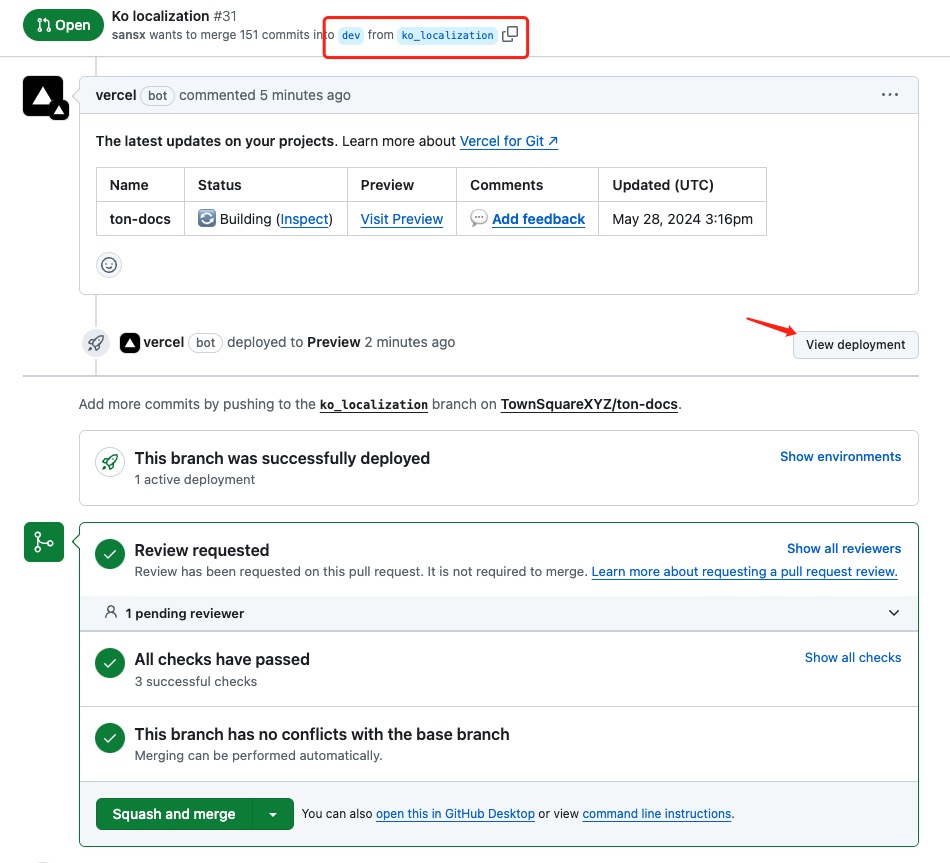 Open
Ko localization #31
sansx wants to merge 151 commits into dev from ko_localization
vercel bot commented 5 minutes ago
The latest updates on your projects. Learn more about Vercel for Git ↗
Name Status Preview Comments Updated (UTC)
ton-docs Building (Inspect) Visit Preview Add feedback May 28, 2024 3:16pm
vercel bot deployed to Preview 2 minutes ago
View deployment
Add more commits by pushing to the ko_localization branch on TownSquareXYZ/ton-docs.
This branch was successfully deployed
Show environments
1 active deployment
Review requested
Show all reviewers
Review has been requested on this pull request. It is not required to merge. Learn more about requesting a pull request review.
1 pending reviewer
All checks have passed
Show all checks
3 successful checks
This branch has no conflicts with the base branch
Merging can be performed automatically.
Squash and merge
You can also open this in GitHub Desktop or view command line instructions.